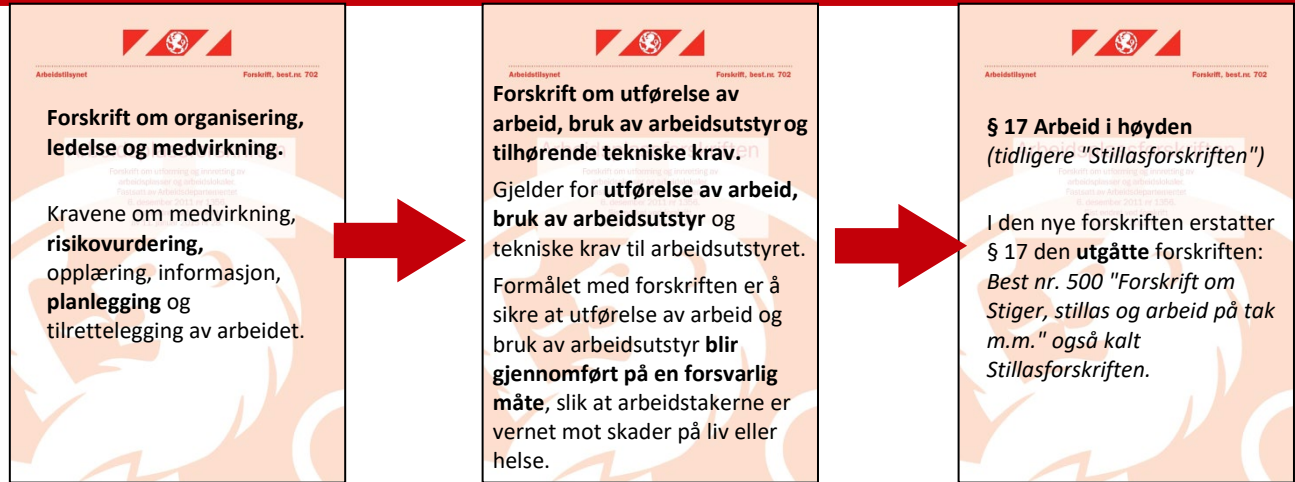 Arbeidstilsynet Forskrift, best.nr. 702
Forskrift om organisering,
ledelse og medvirkning.
Kravene om medvirkning,
risikovurdering,
opplæring, informasjon,
planlegging og
tilrettelegging av arbeidet.
Arbeidstilsynet Forskrift, best.nr. 702
Forskrift om utførelse av
arbeid, bruk av arbeidsutstyr og
tilhørende tekniske krav.
Gjelder for utførelse av arbeid,
bruk av arbeidsutstyr og
tekniske krav til arbeidsutstyret.
Formålet med forskriften er å
sikre at utførelse av arbeid og
bruk av arbeidsutstyr blir
gjennomført på en forsvarlig
måte, slik at arbeidstakerne er
vernet mot skader på liv eller
helse.
Arbeidstilsynet Forskrift, best.nr. 702
§ 17 Arbeid i høyden
(tidligere "Stillasforskriften")
I den nye forskriften erstatter
§ 17 den utgåtte forskriften:
Best nr. 500 "Forskrift om
Stiger, stillas og arbeid på tak
m.m." også kalt
Stillasforskriften.